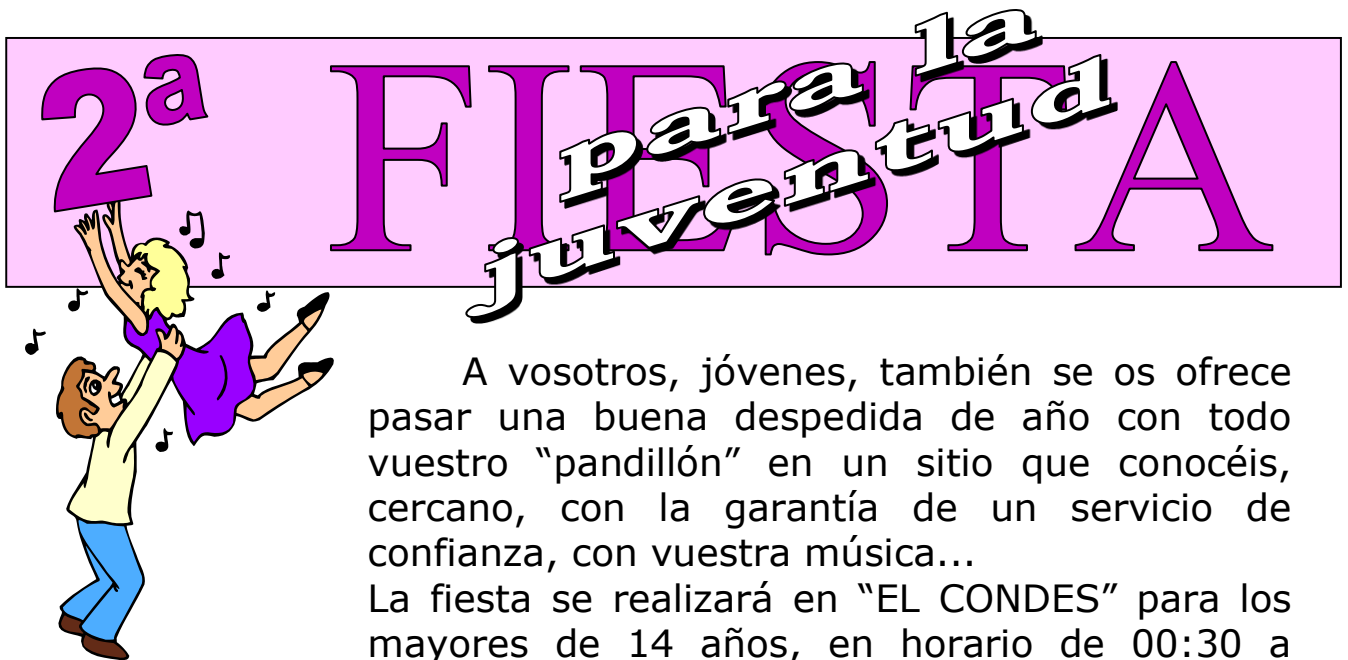 2ª FIESTA
para la
juventud
A vosotros, jóvenes, también se os ofrece
pasar una buena despedida de año con todo
vuestro “pandillón” en un sitio que conocéis,
cercano, con la garantía de un servicio de
confianza, con vuestra música...
La fiesta se realizará en “EL CONDES” para los
mayores de 14 años, en horario de 00:30 a